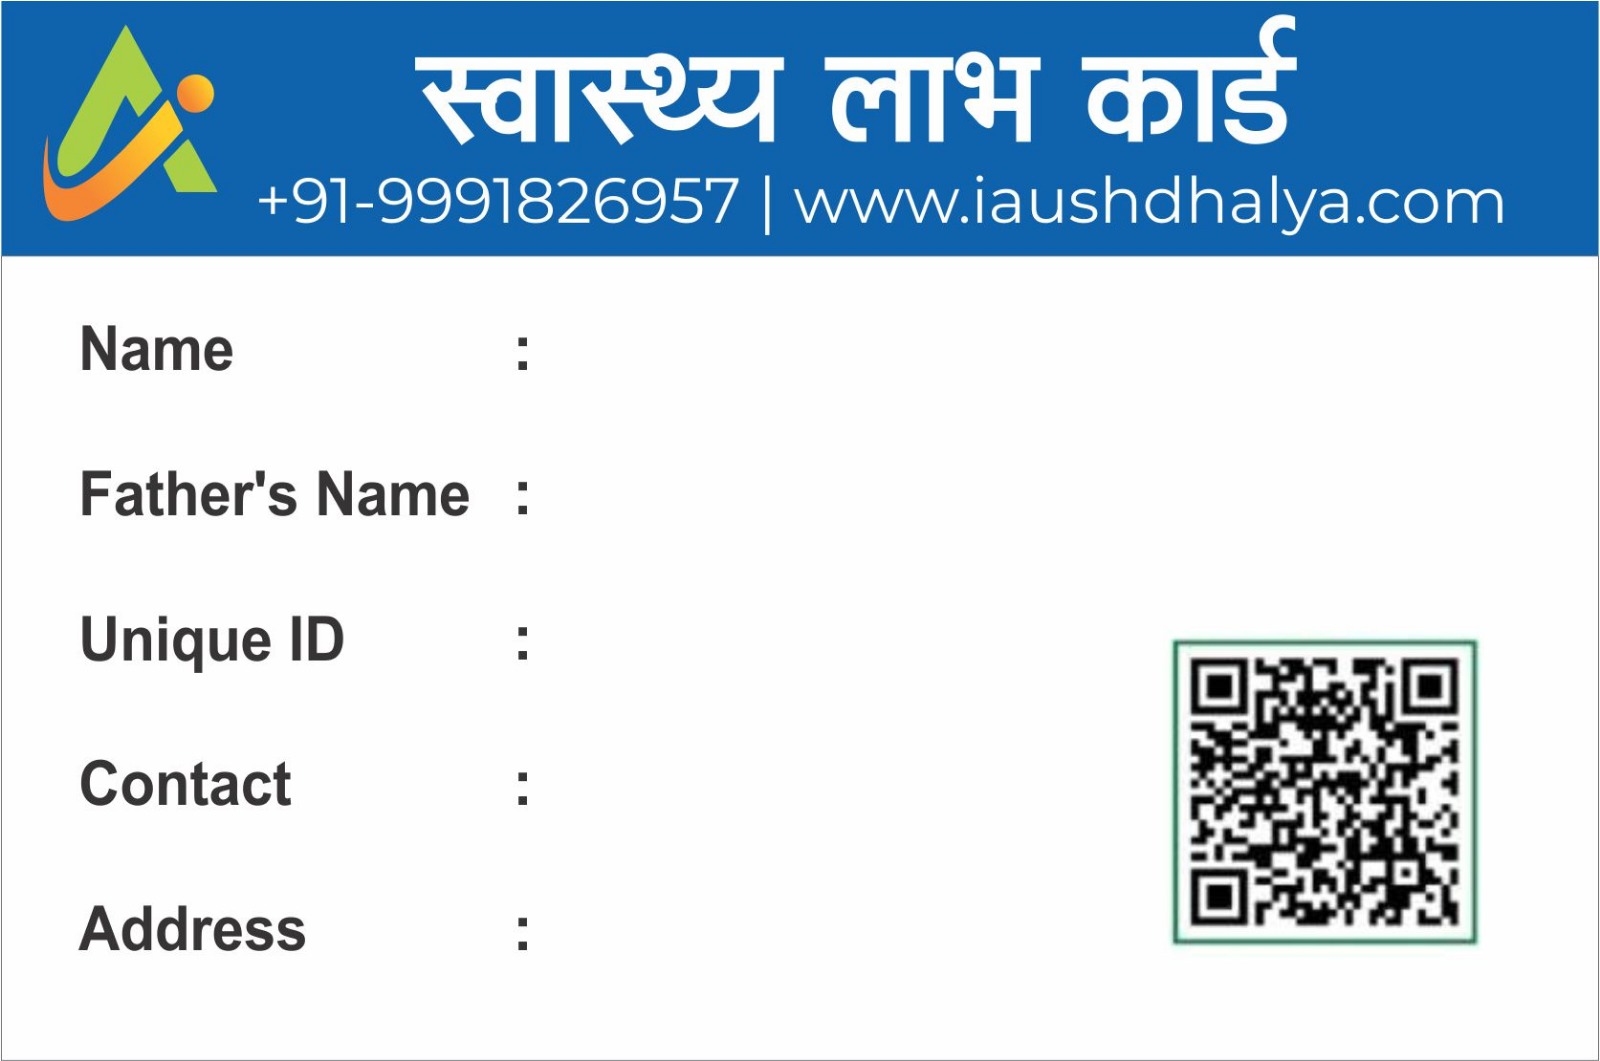 स्वास्थ्य लाभ कार्ड
+91-9991826957 | www.iaushdhalya.com
Name :
Father's Name :
Unique ID :
Contact :
Address :